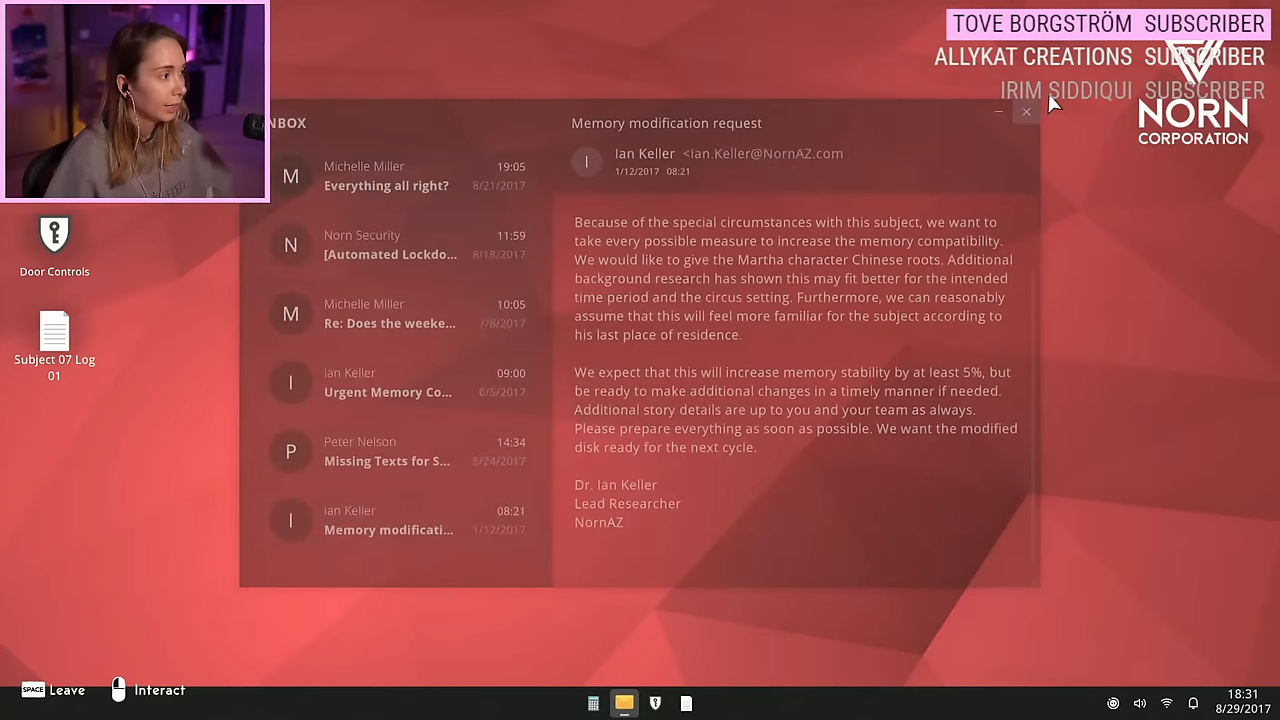 TOVE BORGSTRÖM SUBSCRIBER
ALLYKAT CREATIONS SUBSCRIBER
IRIM SIDDIQUI SUBSCRIBER
NORN
CORPORATION
Door Controls
Subject 07 Log
01
NBOX
M
Michelle Miller 19:05
Everything all right? 8/21/2017
N
Norn Security 11:59
[Automated Lockdo... 8/18/2017
M
Michelle Miller 10:05
Re: Does the weeke... 7/8/2017
I
Ian Keller 09:00
Urgent Memory Co... 6/5/2017
P
Peter Nelson 14:34
Missing Texts for S... 5/24/2017
I
Ian Keller 08:21
Memory modificati... 1/12/2017
Memory modification request
I
Ian Keller <Ian.Keller@NornAZ.com
1/12/2017 08:21
Because of the special circumstances with this subject, we want to
take every possible measure to increase the memory compatibility.
We would like to give the Martha character Chinese roots. Additional
background research has shown this may fit better for the intended
time period and the circus setting. Furthermore, we can reasonably
assume that this will feel more familiar for the subject according to
his last place of residence.
We expect that this will increase memory stability by at least 5%, but
be ready to make additional changes in a timely manner if needed.
Additional story details are up to you and your team as always.
Please prepare everything as soon as possible. We want the modified
disk ready for the next cycle.
Dr. Ian Keller
Lead Researcher
NornAZ
SPACE Leave Interact
18:31
8/29/2017